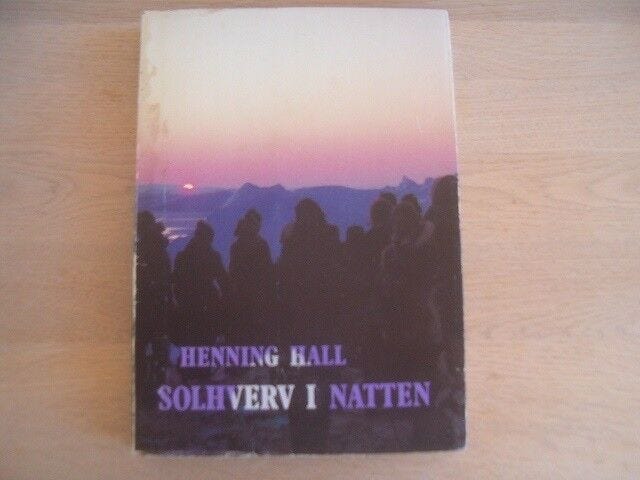 HENNING HALL
SOLHVERV I NATTEN